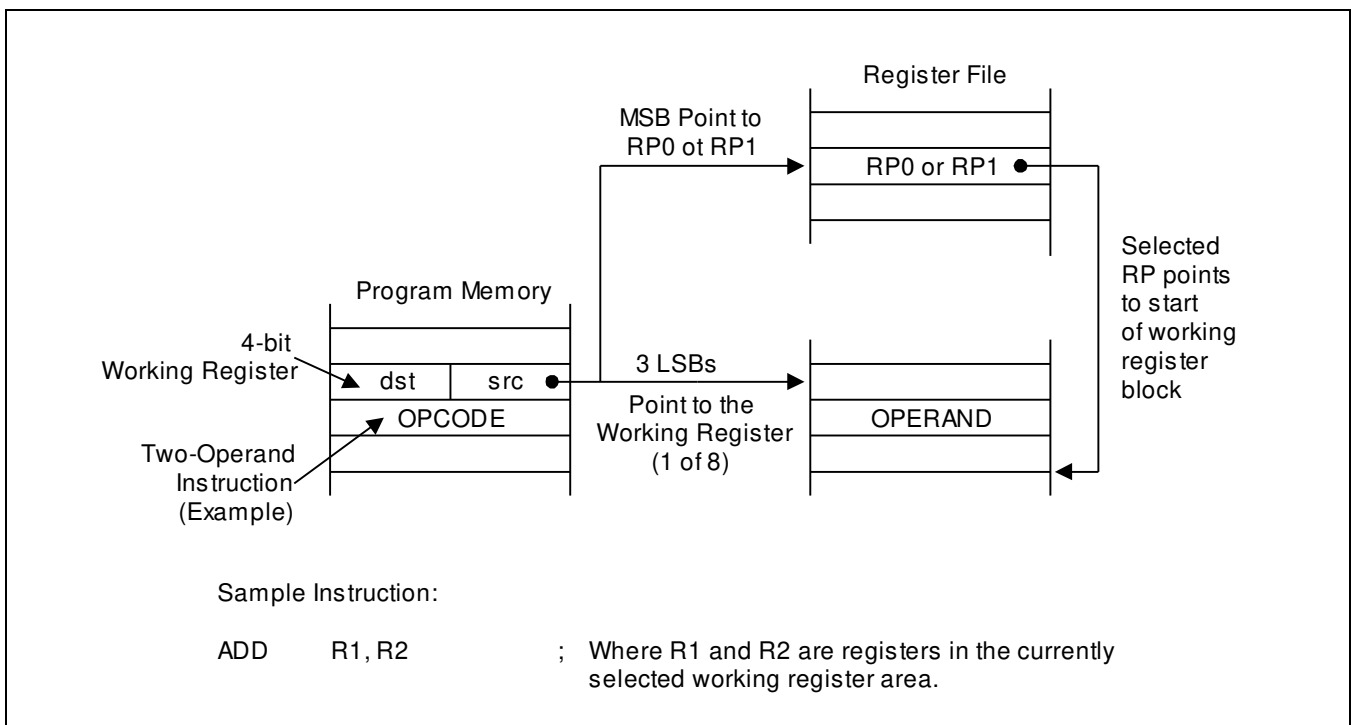 Register File
MSB Point to
RP0 ot RP1
RP0 or RP1
Selected
RP points
to start
of working
register
block
Program Memory
4-bit
Working Register
dst src
3 LSBs
Point to the
Working Register
(1 of 8)
OPCODE
OPERAND
Two-Operand
Instruction
(Example)
Sample Instruction:
ADD R1, R2 ; Where R1 and R2 are registers in the currently
selected working register area.